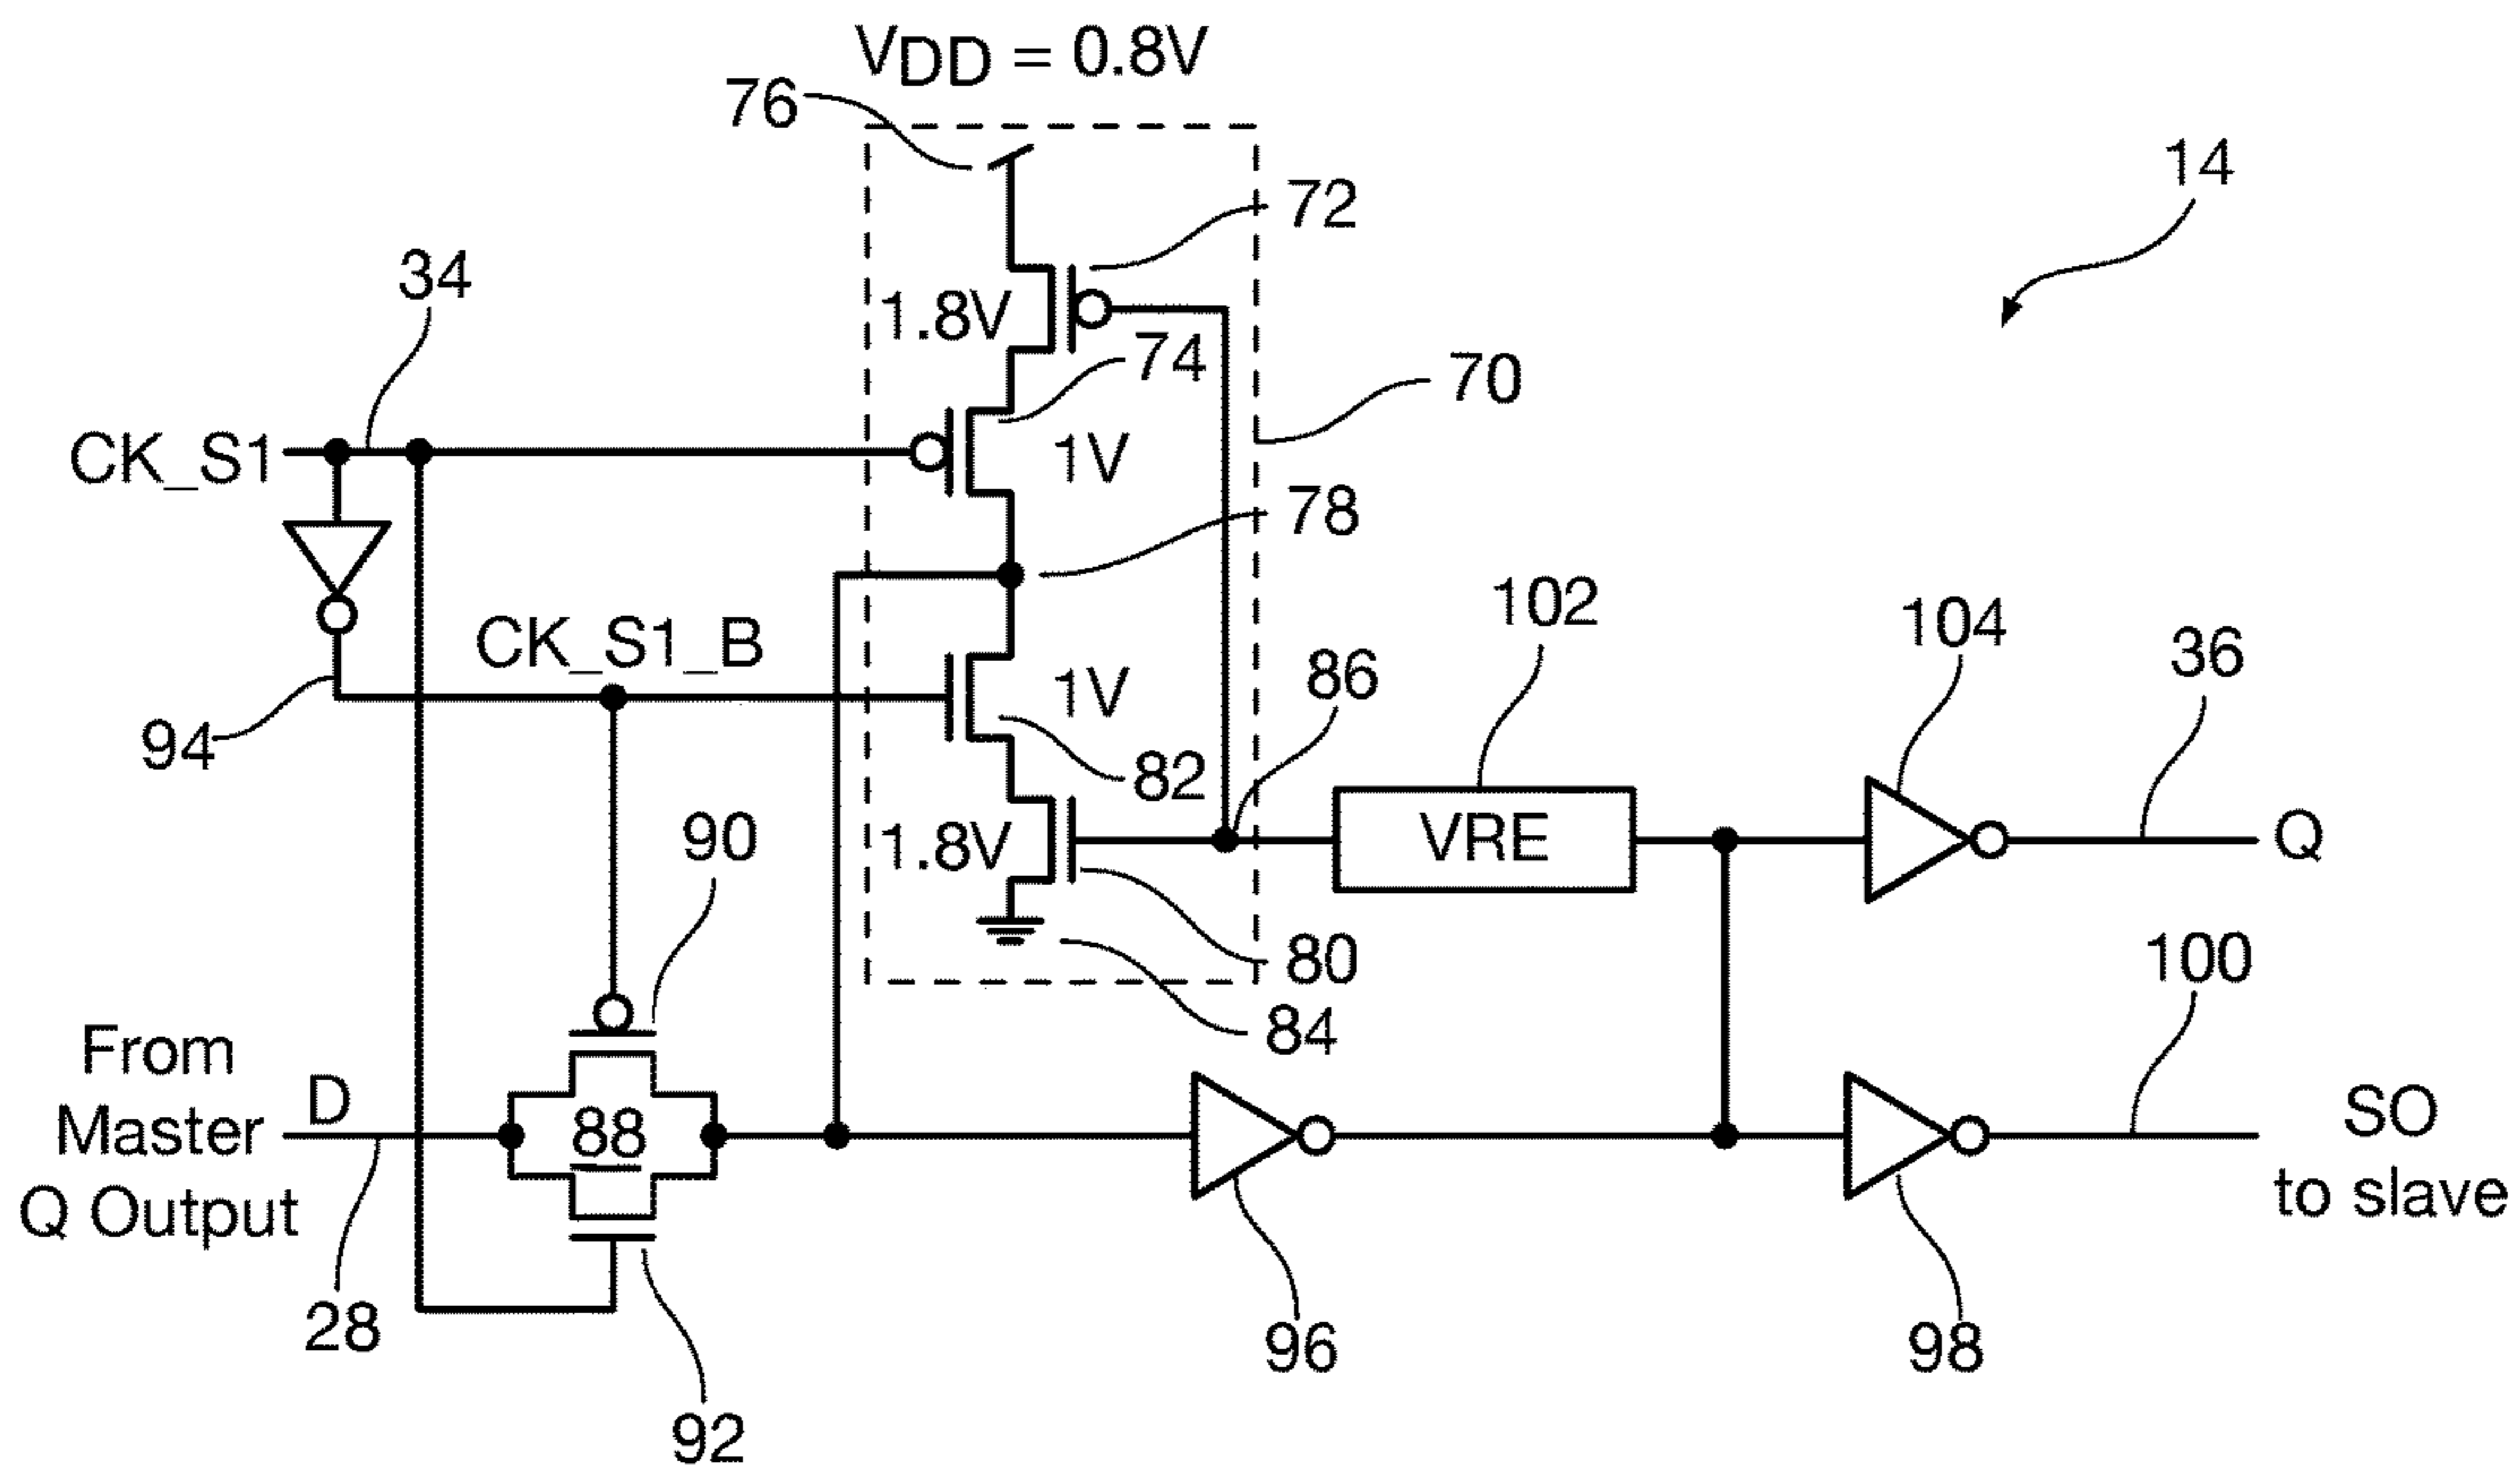 VDD = 0.8V
76
14
72
1.8V
34
74
70
CK_S1
1V
78
102
104
CK_S1_B
86
36
1V
94
82
90
1.8V
VRE
Q
80
100
84
From
Master
Q Output
D
88
SO
to slave
28
96
98
92